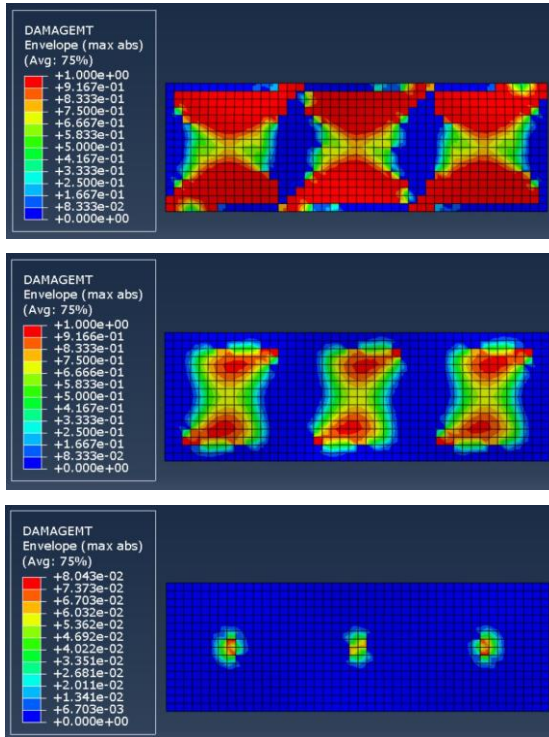 DAMAGEMT
Envelope (max abs)
(Avg: 75%)
+1.000e+00
+9.167e-01
+8.333e-01
+7.500e-01
+6.667e-01
+5.833e-01
+5.000e-01
+4.167e-01
+3.333e-01
+2.500e-01
+1.667e-01
+8.333e-02
+0.000e+00
DAMAGEMT
Envelope (max abs)
(Avg: 75%)
+1.000e+00
+9.166e-01
+8.333e-01
+7.500e-01
+6.666e-01
+5.833e-01
+5.000e-01
+4.167e-01
+3.333e-01
+2.500e-01
+1.667e-01
+8.333e-02
+0.000e+00
DAMAGEMT
Envelope (max abs)
(Avg: 75%)
+8.043e-02
+7.373e-02
+6.703e-02
+6.032e-02
+5.362e-02
+4.692e-02
+4.022e-02
+3.351e-02
+2.681e-02
+2.011e-02
+1.341e-02
+6.703e-03
+0.000e+00